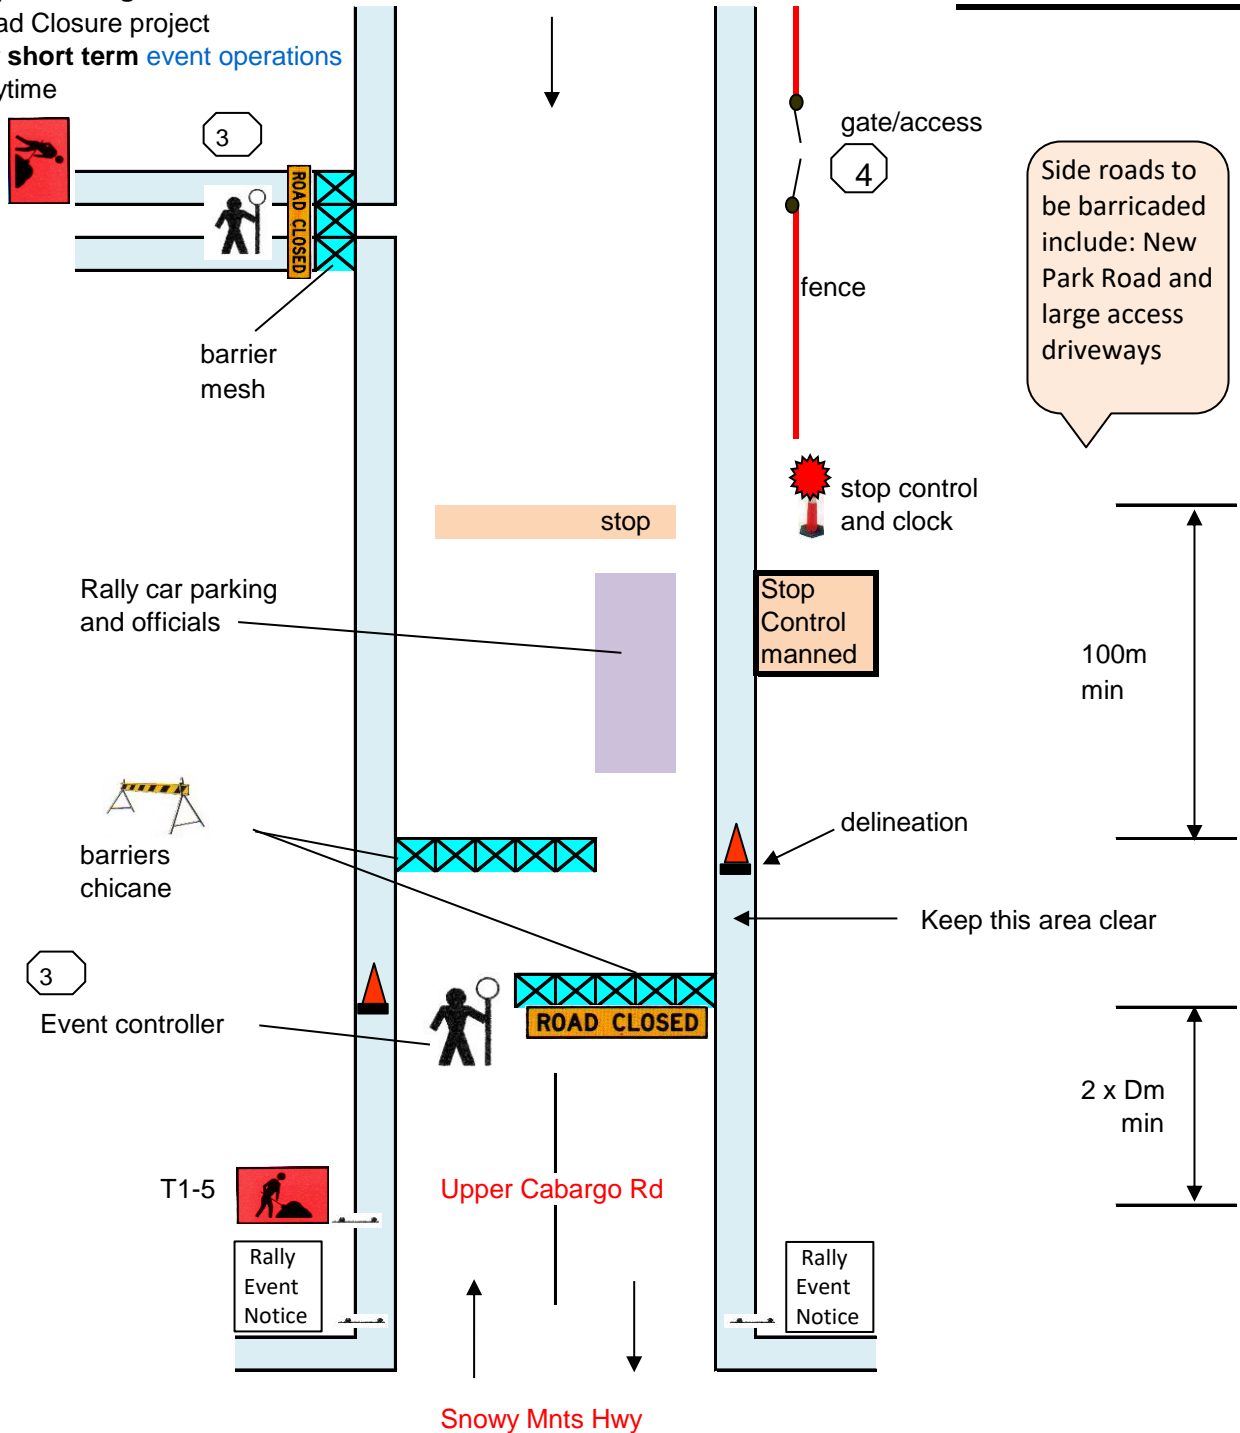 ad Closure project
short term event operations
ytime
3
ROAD CLOSED
gate/access
4
Side roads to
be barricaded
include: New
Park Road and
large access
driveways
fence
barrier
mesh
stop control
and clock
stop
Rally car parking
and officials
Stop
Control
manned
100m
min
delineation
barriers
chicane
Keep this area clear
3
Event controller
ROAD CLOSED
2 x Dm
min
T1-5
Upper Cabargo Rd
Rally
Event
Notice
Rally
Event
Notice
Snowy Mnts Hwy